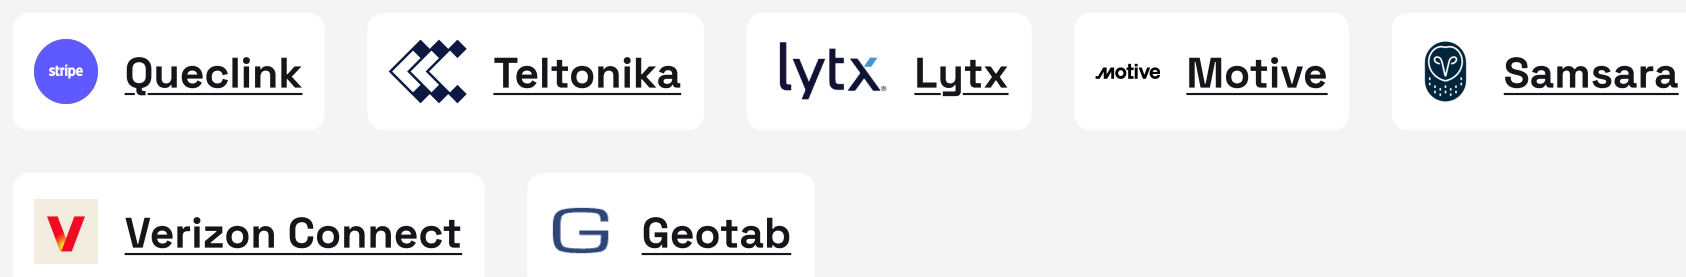 stripe Queclink Teltonika lytx® Lytx motive Motive Samsara
V Verizon Connect G Geotab